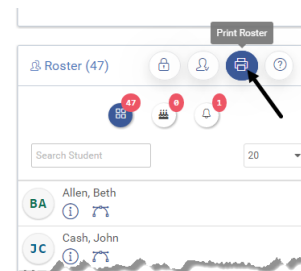 Print Roster
Roster (47)
?
47 0 1
Search Student
20
BA Allen, Beth
i
JC Cash, John
i